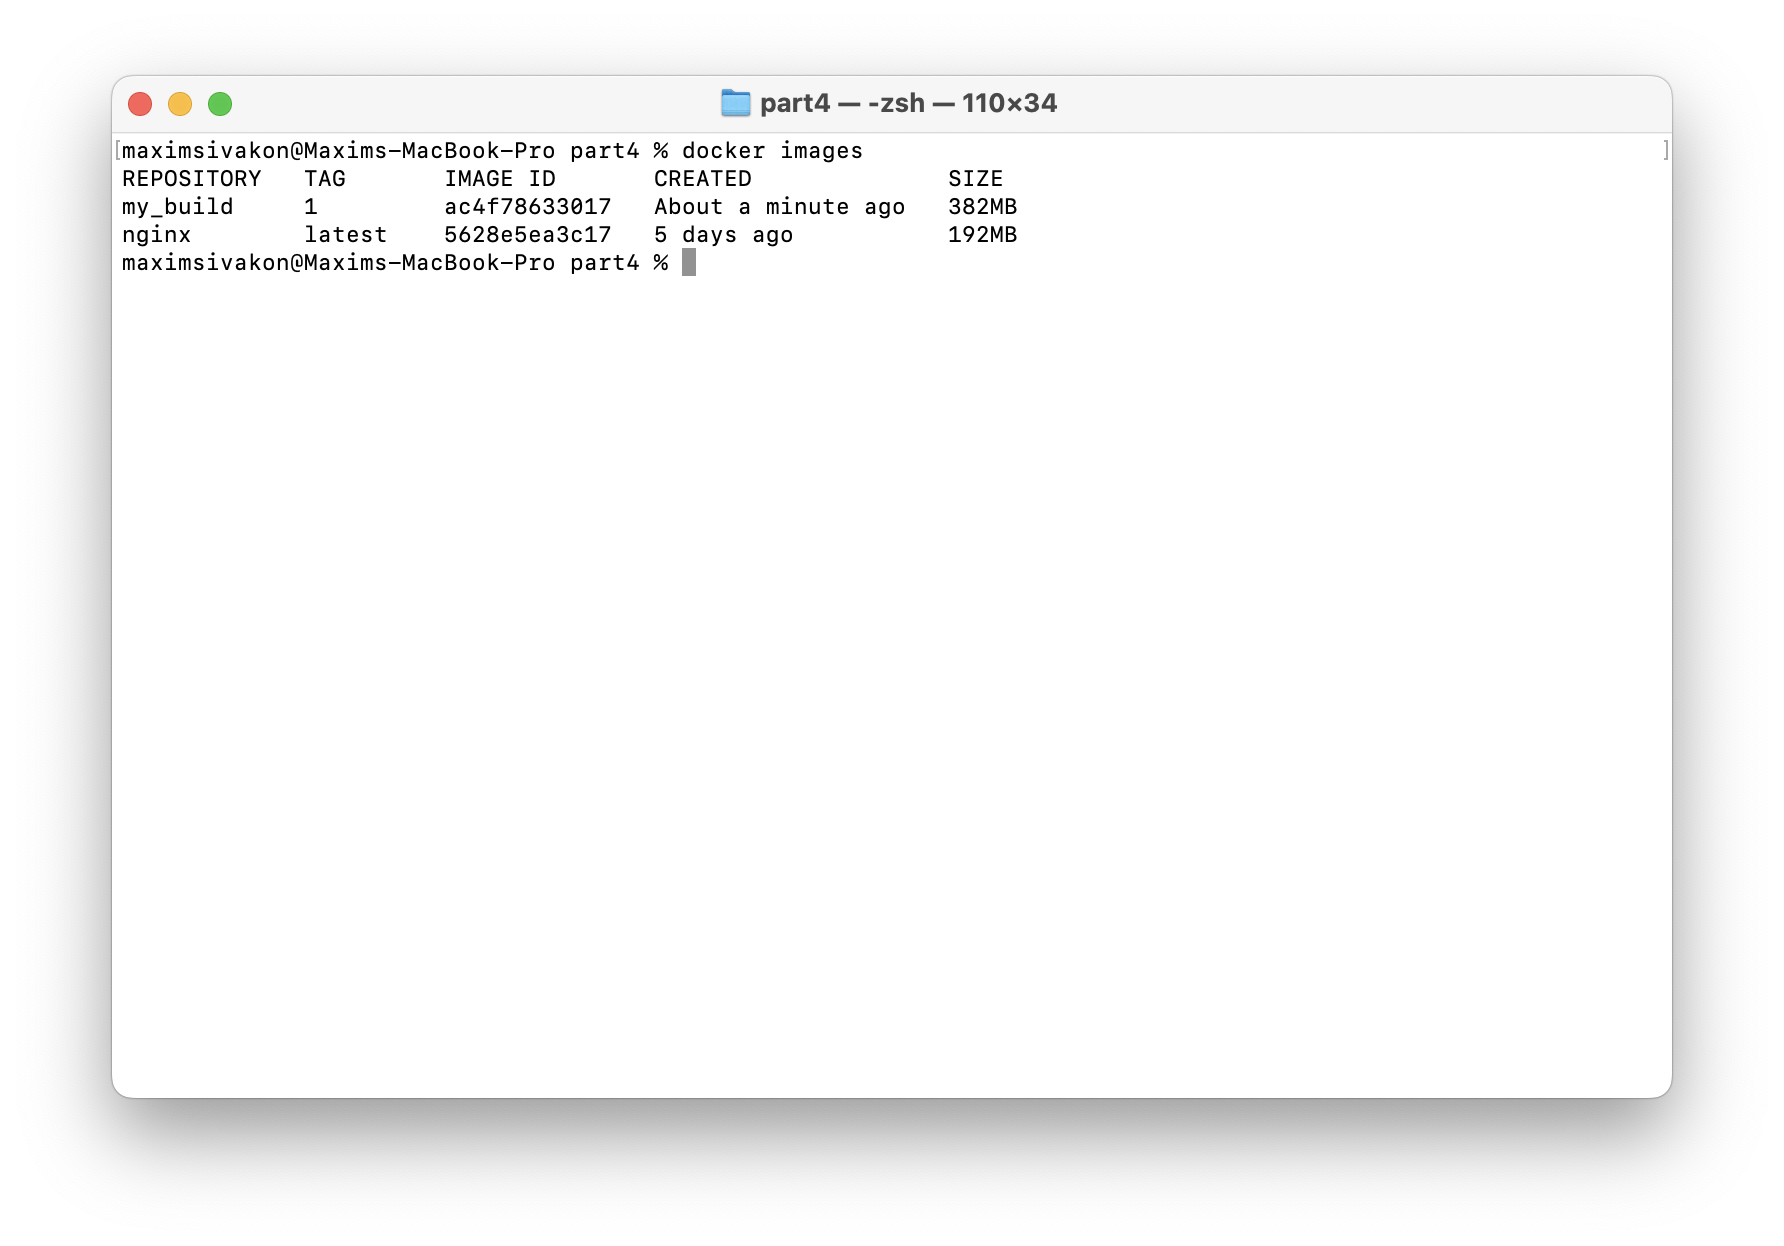 part4 — -zsh — 110×34
[maximsivakon@Maxims-MacBook-Pro part4 % docker images ]
REPOSITORY   TAG       IMAGE ID       CREATED              SIZE
my_build     1         ac4f78633017   About a minute ago   382MB
nginx        latest    5628e5ea3c17   5 days ago           192MB
maximsivakon@Maxims-MacBook-Pro part4 %